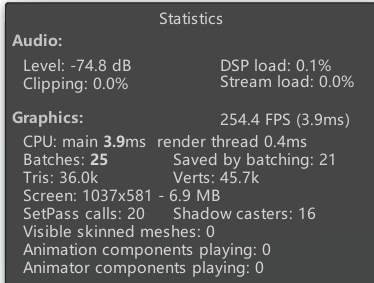 Statistics
Audio:
Level: -74.8 dB DSP load: 0.1%
Clipping: 0.0% Stream load: 0.0%
Graphics: 254.4 FPS (3.9ms)
CPU: main 3.9ms render thread 0.4ms
Batches: 25 Saved by batching: 21
Tris: 36.0k Verts: 45.7k
Screen: 1037x581 - 6.9 MB
SetPass calls: 20 Shadow casters: 16
Visible skinned meshes: 0
Animation components playing: 0
Animator components playing: 0